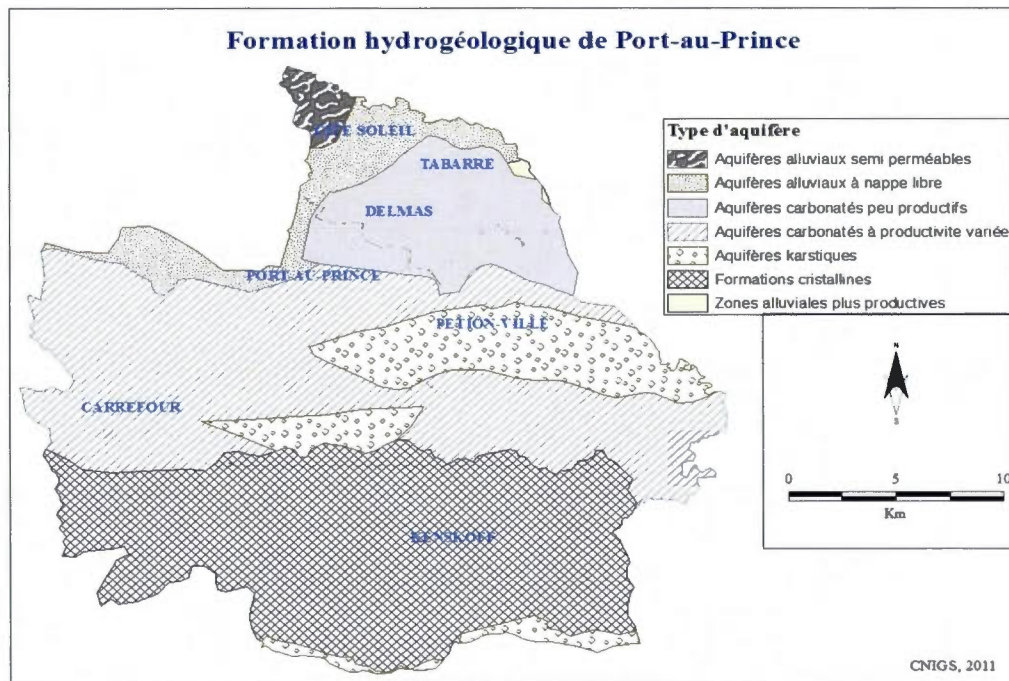 Formation hydrogéologique de Port-au-Prince
CITE SOLEIL
TABARRE
DELMAS
PORT-AU-PRINCE
PETION-VILLE
CARREFOUR
KENSKOFF
Type d'aquifère
Aquifères alluviaux semi perméables
Aquifères alluviaux à nappe libre
Aquifères carbonatés peu productifs
Aquifères carbonatés à productivite variée
Aquifères karstiques
Formations cristallines
Zones alluviales plus productives
N
S
0 5 10
Km
CNIGS, 2011